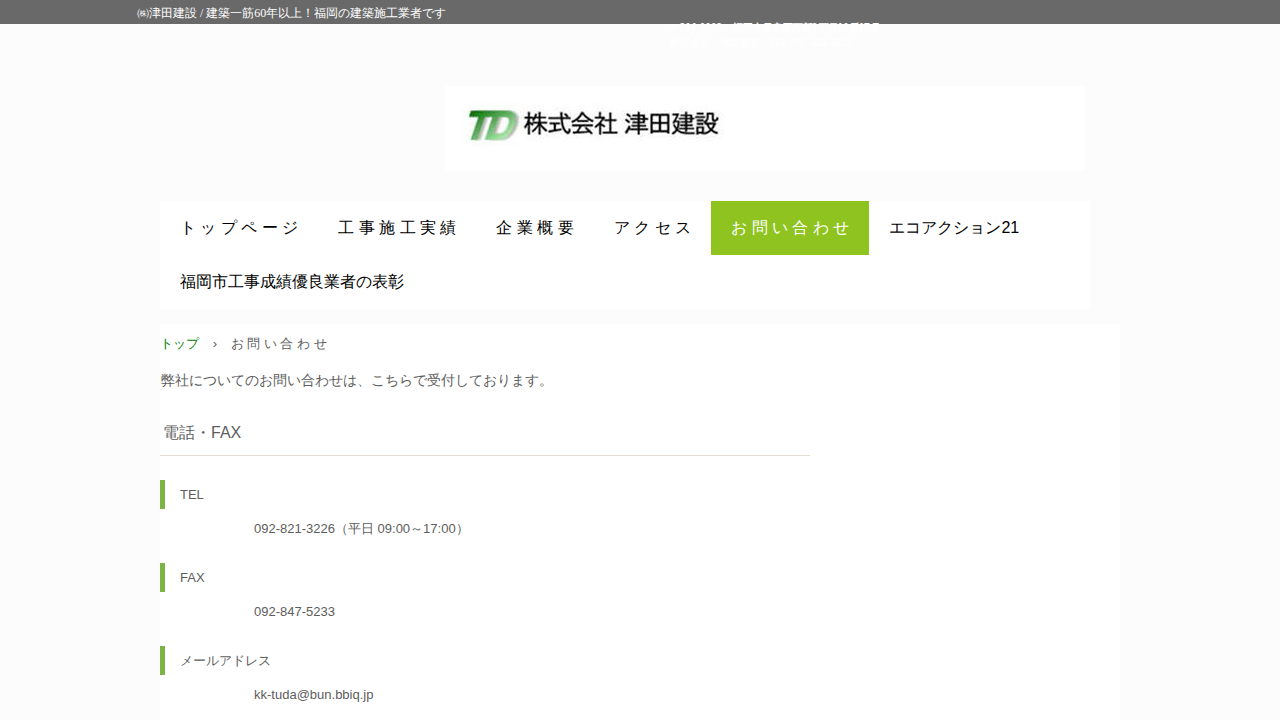 ㈱津田建設 / 建築一筋60年以上！福岡の建築施工業者です
TD 株式会社 津田建設
トップページ 工事施工実績 企業概要 アクセス お問い合わせ エコアクション21
福岡市工事成績優良業者の表彰
トップ › お問い合わせ
弊社についてのお問い合わせは、こちらで受付しております。
電話・FAX
TEL
092-821-3226（平日 09:00～17:00）
FAX
092-847-5233
メールアドレス
kk-tuda@bun.bbiq.jp